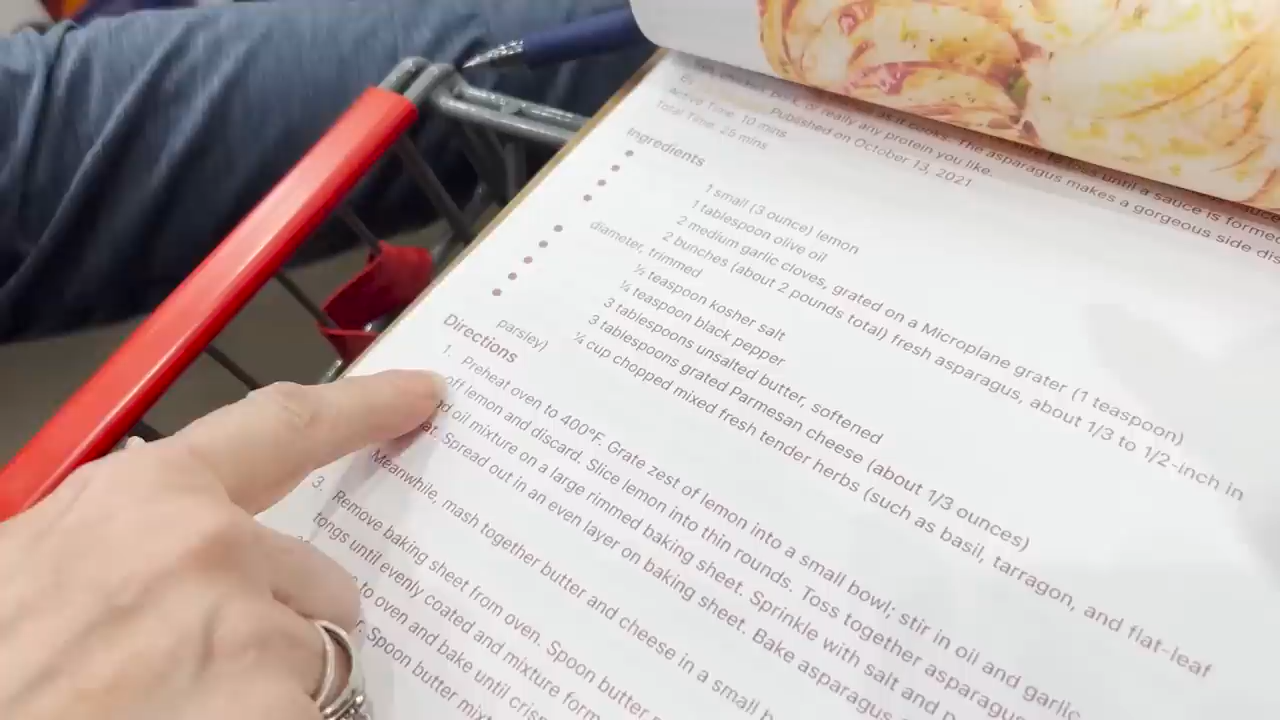 as it cooks. The asparagus makes a gorgeous side
or really any protein you like.
until a sauce is formed
Published on October 13, 2021
Active Time: 10 mins
Total Time: 25 mins
Ingredients
1 small (3 ounce) lemon
1 tablespoon olive oil
2 medium garlic cloves, grated on a Microplane grater (1 teaspoon)
2 bunches (about 2 pounds total) fresh asparagus, about 1/3 to 1/2-inch in
diameter, trimmed
½ teaspoon kosher salt
¼ teaspoon black pepper
3 tablespoons unsalted butter, softened
3 tablespoons grated Parmesan cheese (about 1/3 ounces)
¼ cup chopped mixed fresh tender herbs (such as basil, tarragon, and flat-leaf
parsley)
Directions
1. Preheat oven to 400°F. Grate zest of lemon into a small bowl; stir in oil and garlic
off lemon and discard. Slice lemon into thin rounds. Toss together asparagus
oil mixture on a large rimmed baking sheet. Sprinkle with salt and
Spread out in an even layer on baking sheet. Bake asparagus
Meanwhile, mash together butter and cheese in a small
3. Remove baking sheet from oven. Spoon butter
tongs until evenly coated and mixture
to oven and bake until
Spoon butter